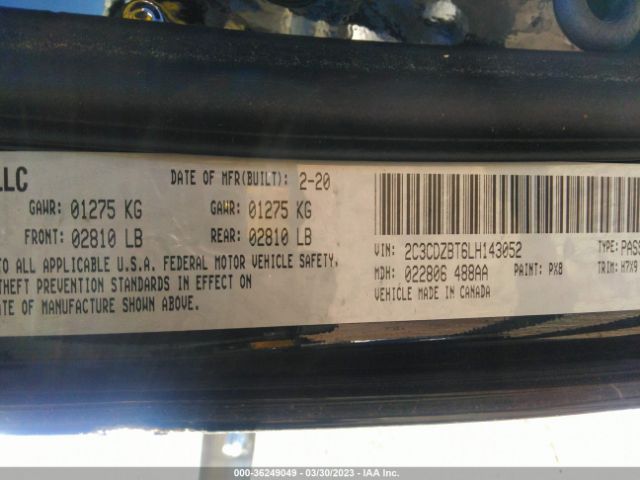 LLC
DATE OF MFR(BUILT): 2-20
GAWR: 01275 KG GAWR: 01275 KG
FRONT: 02810 LB REAR: 02810 LB
TO ALL APPLICABLE U.S.A. FEDERAL MOTOR VEHICLE SAFETY,
THEFT PREVENTION STANDARDS IN EFFECT ON
DATE OF MANUFACTURE SHOWN ABOVE.
VIN: 2C3CDZBT6LH143052 TYPE: PASS
MDH: 022806 488AA PAINT: PX8 TRIM: H7X9
VEHICLE MADE IN CANADA
000-36249049 - 03/30/2023 - IAA Inc.